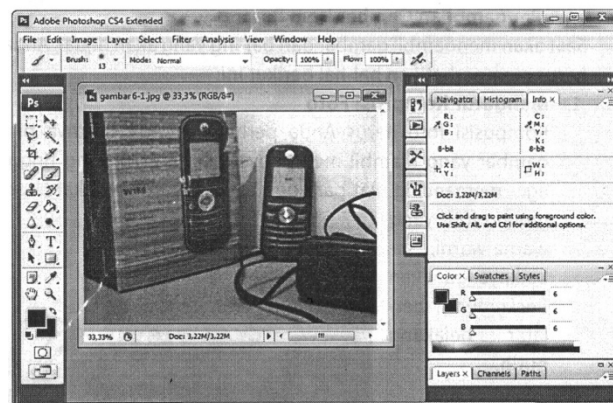 Adobe Photoshop CS4 Extended
File Edit Image Layer Select Filter Analysis View Window Help
Brush: 13 Mode: Normal Opacity: 100% Flow: 100%
Ps
gambar 6-1.jpg @ 33,3% (RGB/8#)
33,33% Doc: 3,22M/3,22M
Navigator Histogram Info ×
R: C:
G: M:
B: Y:
K:
8-bit 8-bit
X: W:
Y: H:
Doc: 3,22M/3,22M
Click and drag to paint using foreground color.
Use Shift, Alt, and Ctrl for additional options.
Color × Swatches Styles
R 6
G 6
B 6
Layers × Channels Paths